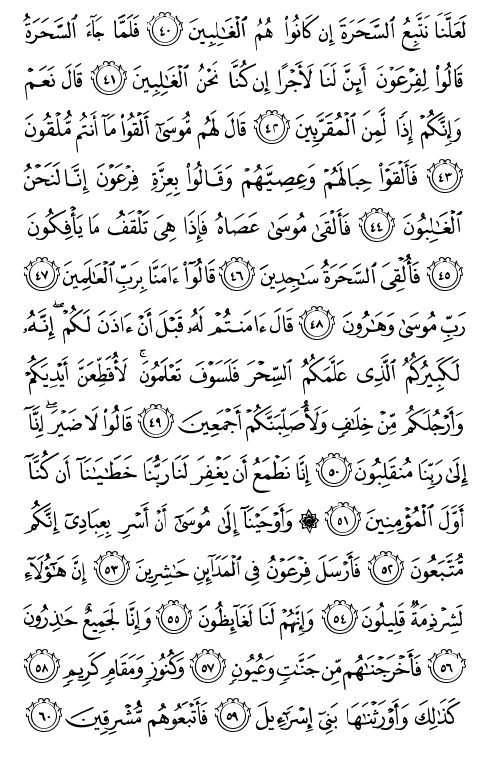 لَعَلَّنَا نَتَّبِعُ ٱلسَّحَرَةَ إِن كَانُوا۟ هُمُ ٱلْغَٰلِبِينَ ٤٠ فَلَمَّا جَآءَ ٱلسَّحَرَةُ
قَالُوا۟ لِفِرْعَوْنَ أَئِنَّ لَنَا لَأَجْرًا إِن كُنَّا نَحْنُ ٱلْغَٰلِبِينَ ٤١ قَالَ نَعَمْ
وَإِنَّكُمْ إِذًا لَّمِنَ ٱلْمُقَرَّبِينَ ٤٢ قَالَ لَهُم مُّوسَىٰٓ أَلْقُوا۟ مَآ أَنتُم مُّلْقُونَ
٤٣ فَأَلْقَوْا۟ حِبَالَهُمْ وَعِصِيَّهُمْ وَقَالُوا۟ بِعِزَّةِ فِرْعَوْنَ إِنَّا لَنَحْنُ
ٱلْغَٰلِبُونَ ٤٤ فَأَلْقَىٰ مُوسَىٰ عَصَاهُ فَإِذَا هِىَ تَلْقَفُ مَا يَأْفِكُونَ
٤٥ فَأُلْقِىَ ٱلسَّحَرَةُ سَٰجِدِينَ ٤٦ قَالُوٓا۟ ءَامَنَّا بِرَبِّ ٱلْعَٰلَمِينَ ٤٧
رَبِّ مُوسَىٰ وَهَٰرُونَ ٤٨ قَالَ ءَامَنتُمْ لَهُۥ قَبْلَ أَنْ ءَاذَنَ لَكُمْ ۖ إِنَّهُۥ
لَكَبِيرُكُمُ ٱلَّذِى عَلَّمَكُمُ ٱلسِّحْرَ فَلَسَوْفَ تَعْلَمُونَ ۚ لَأُقَطِّعَنَّ أَيْدِيَكُمْ
وَأَرْجُلَكُم مِّنْ خِلَٰفٍ وَلَأُصَلِّبَنَّكُمْ أَجْمَعِينَ ٤٩ قَالُوا۟ لَا ضَيْرَ ۖ إِنَّآ
إِلَىٰ رَبِّنَا مُنقَلِبُونَ ٥٠ إِنَّا نَطْمَعُ أَن يَغْفِرَ لَنَا رَبُّنَا خَطَٰيَٰنَآ أَن كُنَّآ
أَوَّلَ ٱلْمُؤْمِنِينَ ٥١ ۞ وَأَوْحَيْنَآ إِلَىٰ مُوسَىٰٓ أَنْ أَسْرِ بِعِبَادِىٓ إِنَّكُم
مُّتَّبَعُونَ ٥٢ فَأَرْسَلَ فِرْعَوْنُ فِى ٱلْمَدَآئِنِ حَٰشِرِينَ ٥٣ إِنَّ هَٰٓؤُلَآءِ
لَشِرْذِمَةٌ قَلِيلُونَ ٥٤ وَإِنَّهُمْ لَنَا لَغَآئِظُونَ ٥٥ وَإِنَّا لَجَمِيعٌ حَٰذِرُونَ
٥٦ فَأَخْرَجْنَٰهُم مِّن جَنَّٰتٍ وَعُيُونٍ ٥٧ وَكُنُوزٍ وَمَقَامٍ كَرِيمٍ ٥٨
كَذَٰلِكَ وَأَوْرَثْنَٰهَا بَنِىٓ إِسْرَٰٓءِيلَ ٥٩ فَأَتْبَعُوهُم مُّشْرِقِينَ ٦٠